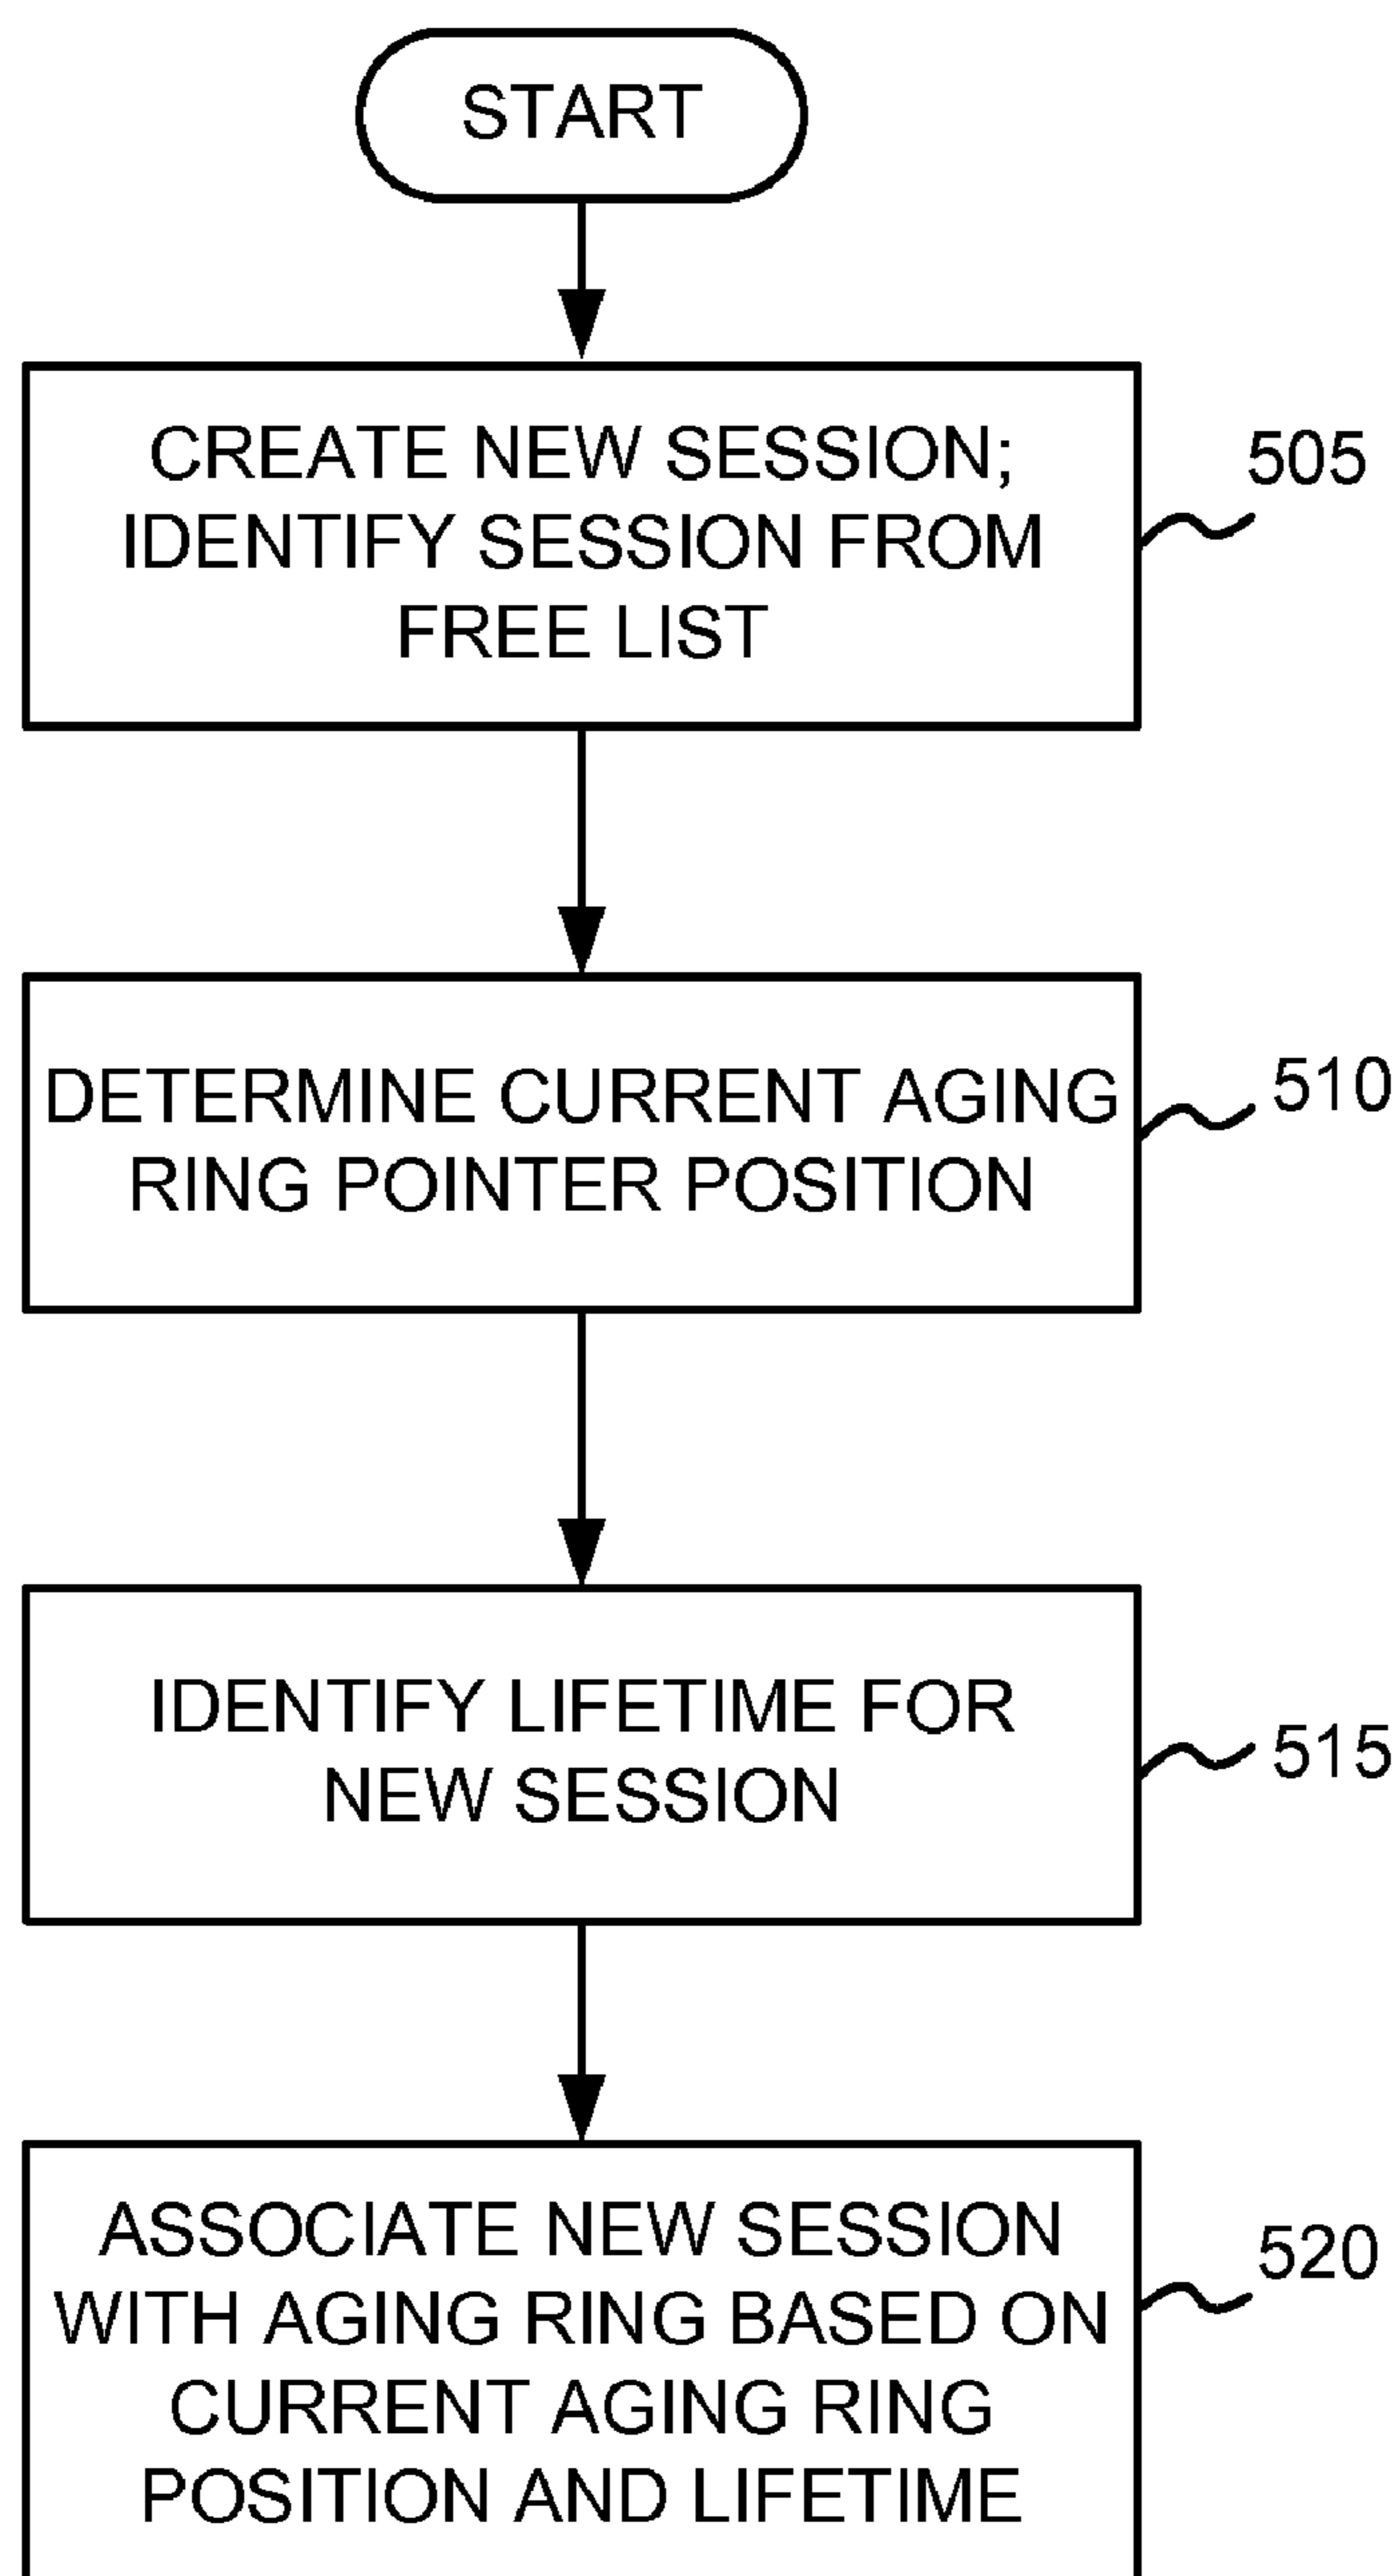 START
CREATE NEW SESSION;
IDENTIFY SESSION FROM
FREE LIST
505
DETERMINE CURRENT AGING
RING POINTER POSITION
510
IDENTIFY LIFETIME FOR
NEW SESSION
515
ASSOCIATE NEW SESSION
WITH AGING RING BASED ON
CURRENT AGING RING
POSITION AND LIFETIME
520